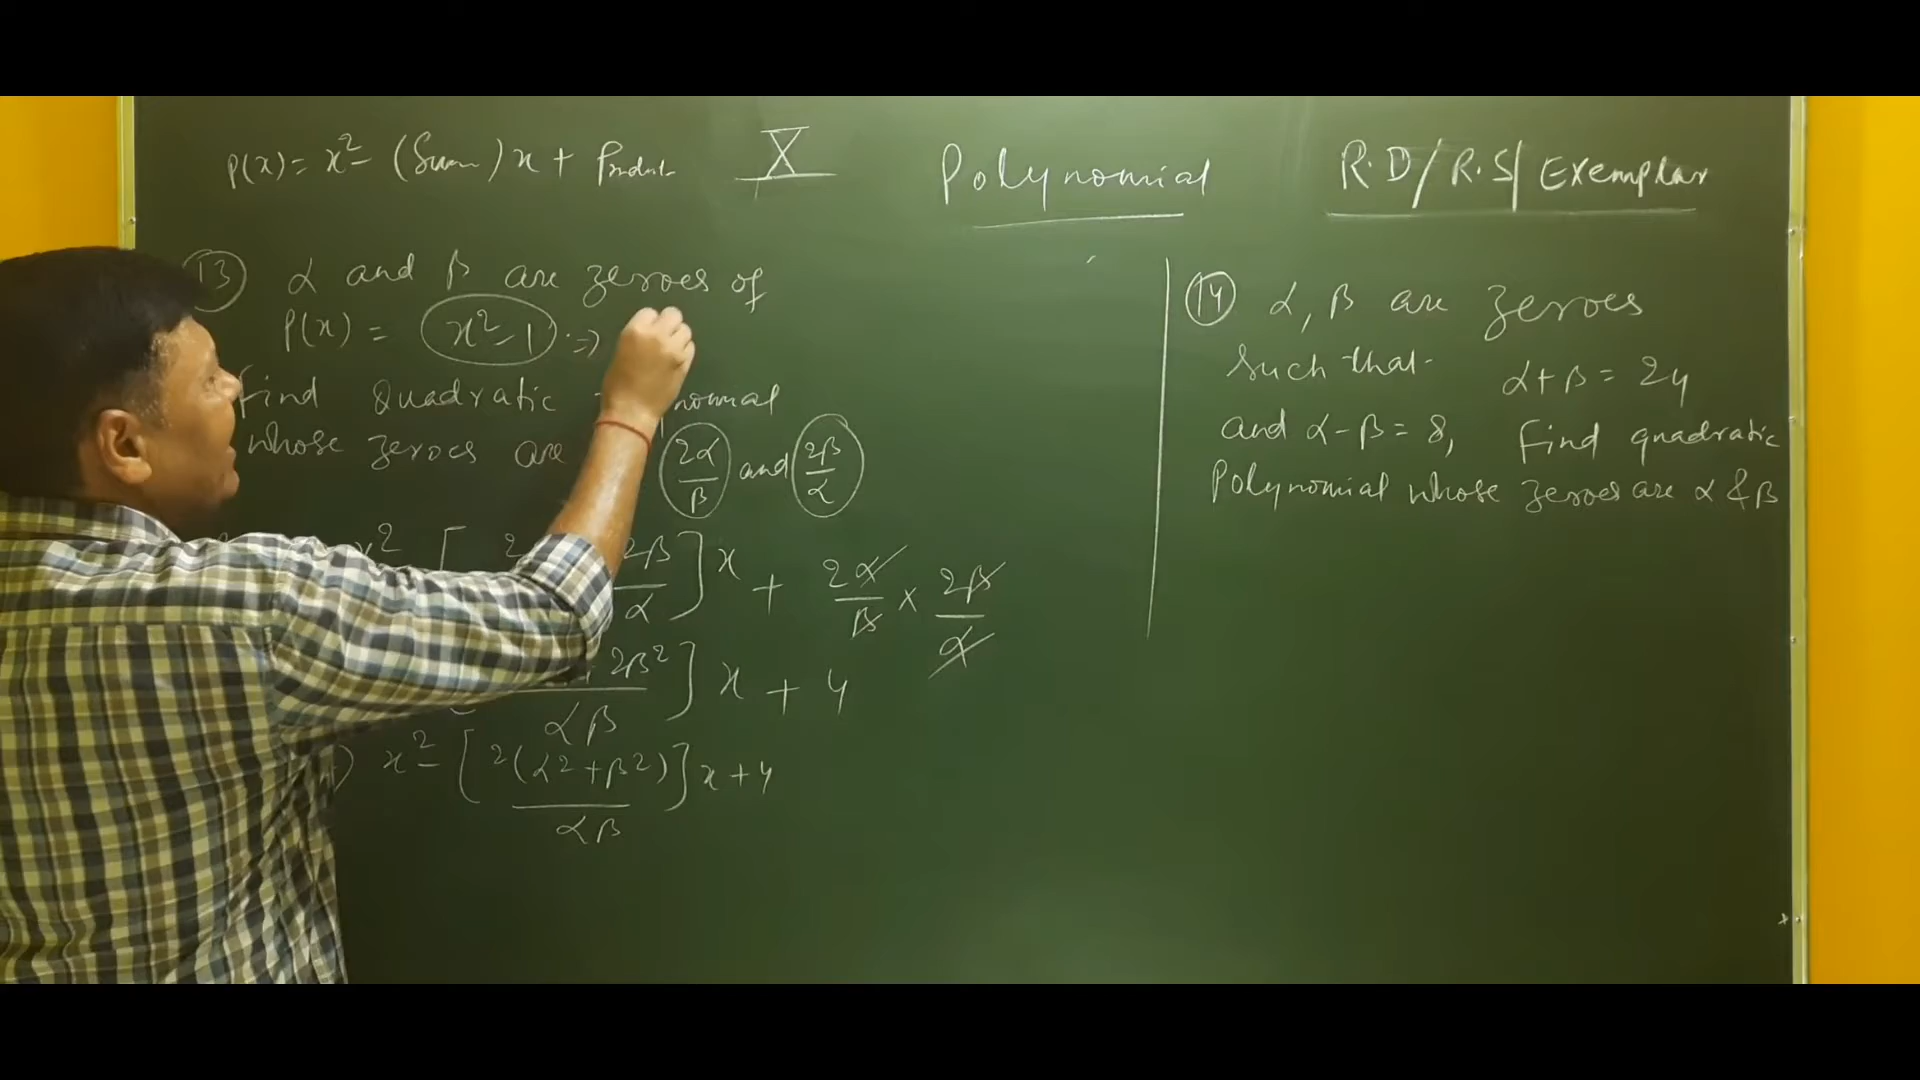 P(x) = x² - (Sum) x + Product
X
Polynomial
R.D / R.S / Exemplar
13 α and β are zeroes of
P(x) = x² - 1 ⇒
find Quadratic
whose zeroes are 2α/β and 2β/α
x² [ 2β/α ] x + 2α/β × 2β/α
2β² / αβ ] x + 4
x² - [ 2(α² + β²) / αβ ] x + 4
14 α, β are zeroes
such that α + β = 24
and α - β = 8, find quadratic
Polynomial whose zeroes are α & β